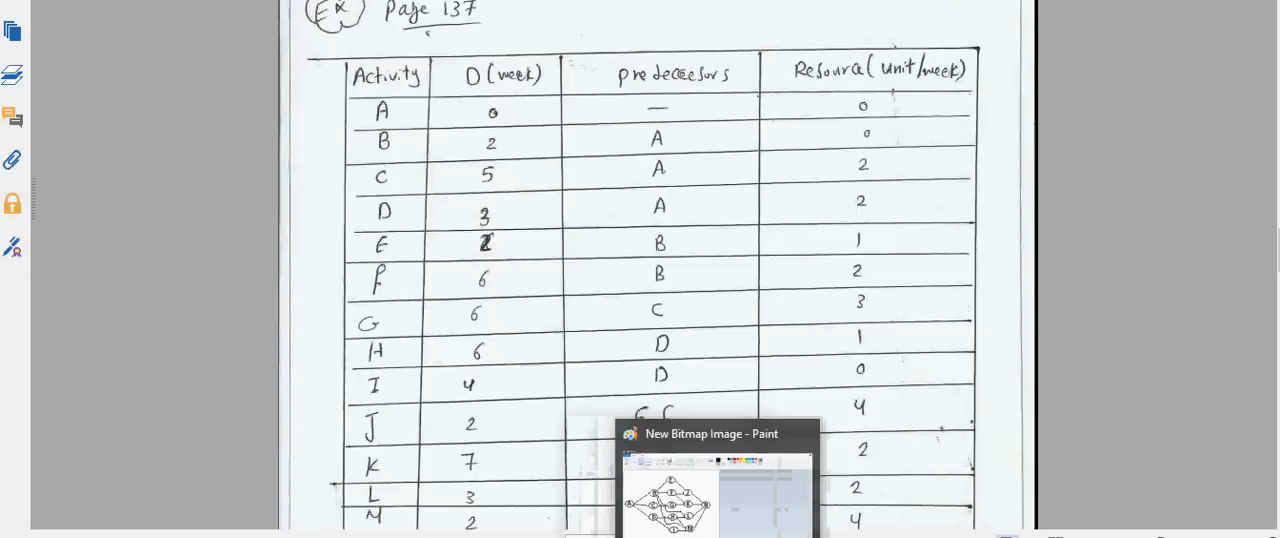 Ex Page 137
Activity D (week) predecessors Resource (unit/week)
A 0 — 0
B 2 A 0
C 5 A 2
D 3 A 2
E B 1
F 6 B 2
G 6 C 3
H 6 D 1
I 4 D 0
J 2 4
K 7 2
L 3 2
M 2 4
New Bitmap Image - Paint